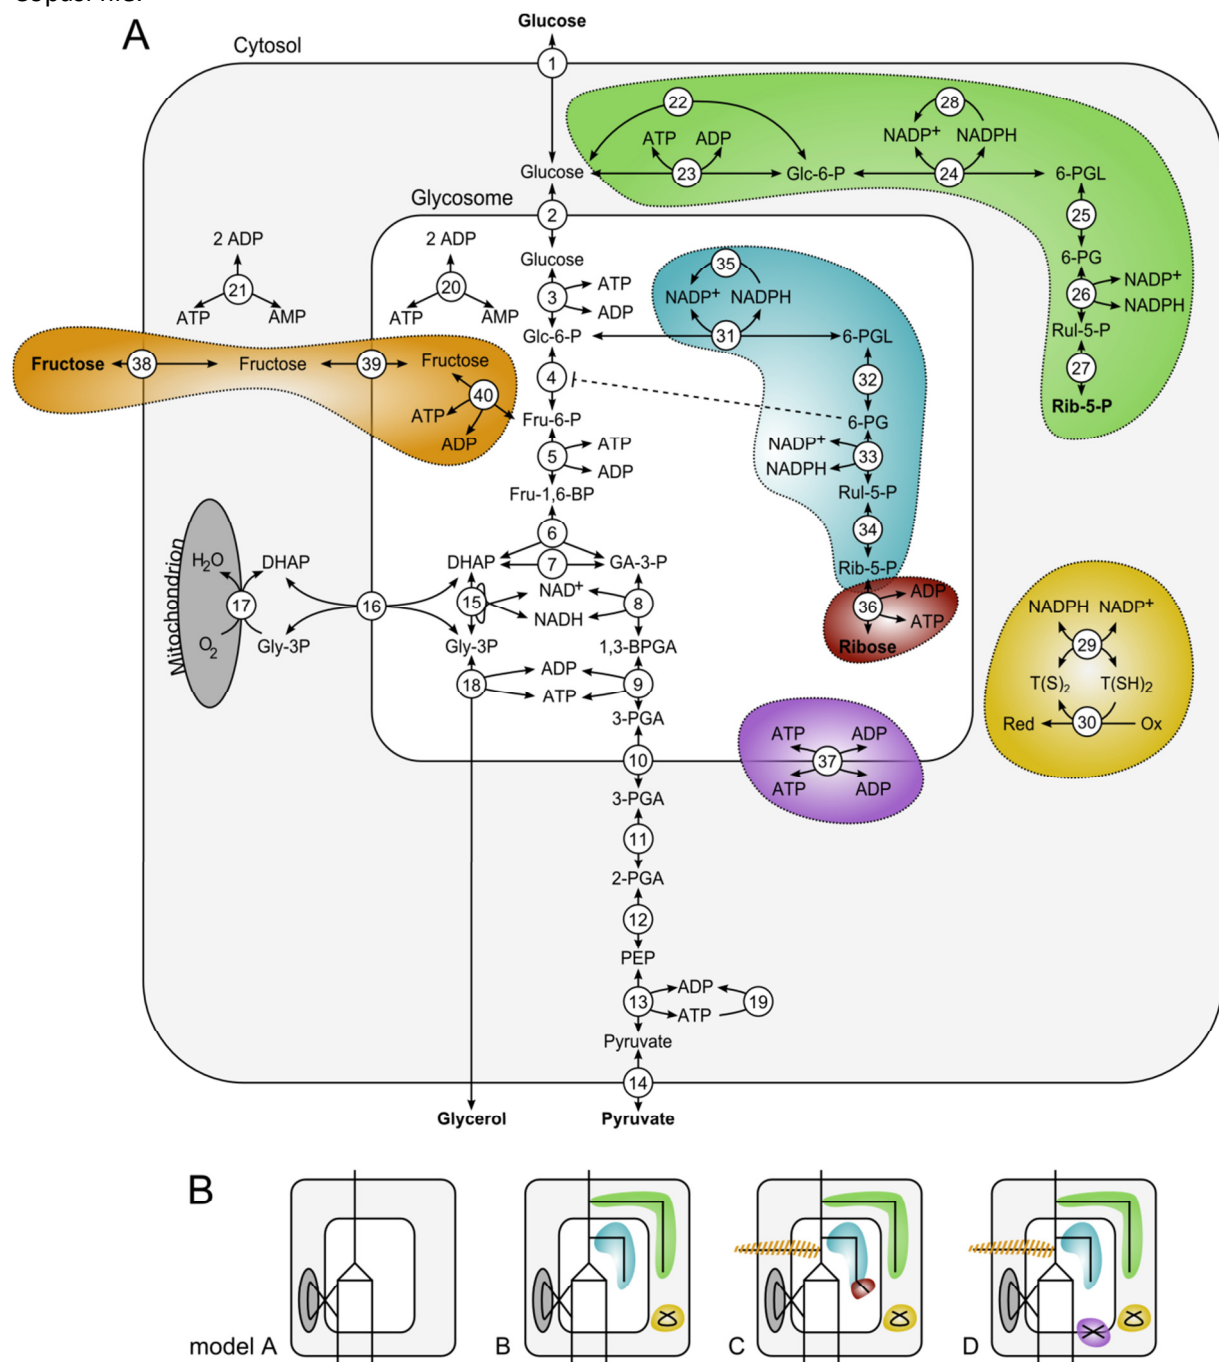 Glucose
A
Cytosol
1
22
28
ATP ADP
NADP+ NADPH
Glucose
23
Glc-6-P
24
6-PGL
Glycosome
2
25
2 ADP
2 ADP
Glucose
35
6-PG
21
20
3
ATP
NADP+ NADPH
26
NADP+
ATP AMP
ATP AMP
ADP
NADPH
Glc-6-P
31
6-PGL
Rul-5-P
Fructose
38
Fructose
39
Fructose
27
4
32
40
Rib-5-P
ATP
Fru-6-P
6-PG
ADP
5
ATP
NADP+
33
ADP
NADPH
Fru-1,6-BP
Rul-5-P
6
34
Mitochondrion
H2O
DHAP
DHAP
7
GA-3-P
Rib-5-P
17
16
15
NAD+
8
36
ADP
NADH
ATP
NADPH NADP+
O2
Gly-3P
Gly-3P
1,3-BPGA
Ribose
29
18
ADP
9
T(S)2 T(SH)2
ATP
3-PGA
Red
30
Ox
10
ATP ADP
37
ATP ADP
3-PGA
11
2-PGA
12
PEP
13
ADP
19
ATP
Pyruvate
14
Glycerol
Pyruvate
B
model A
B
C
D